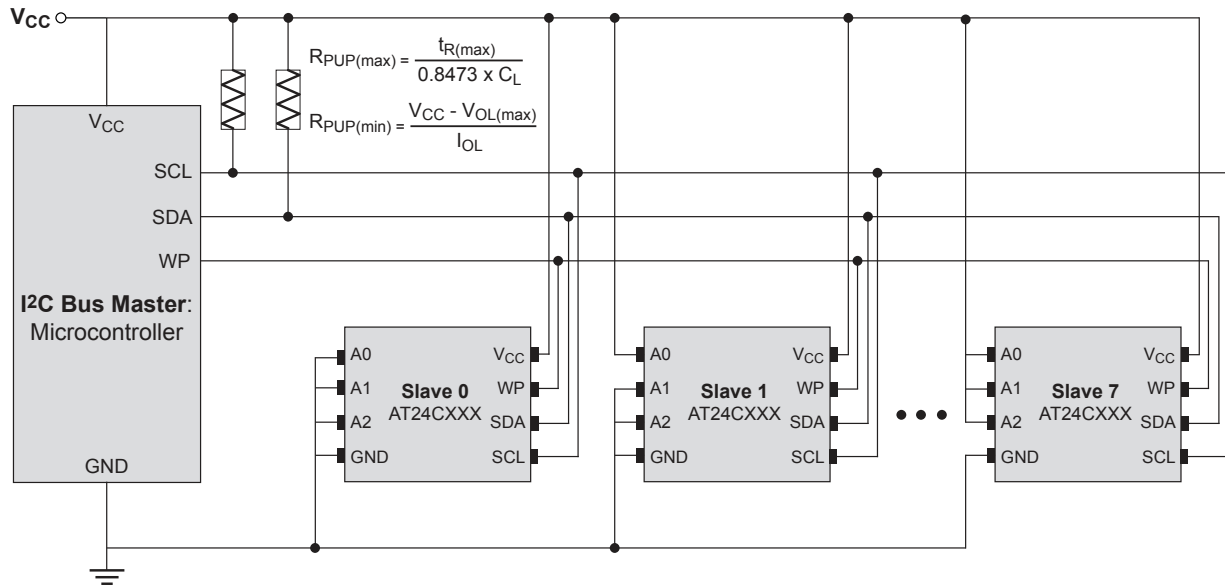 VCC
RPUP(max) = tR(max)
0.8473 x CL
RPUP(min) = VCC - VOL(max)
IOL
VCC
SCL
SDA
WP
I2C Bus Master:
Microcontroller
GND
A0
A1
A2
GND
Slave 0
AT24CXXX
VCC
WP
SDA
SCL
A0
A1
A2
GND
Slave 1
AT24CXXX
VCC
WP
SDA
SCL
A0
A1
A2
GND
Slave 7
AT24CXXX
VCC
WP
SDA
SCL